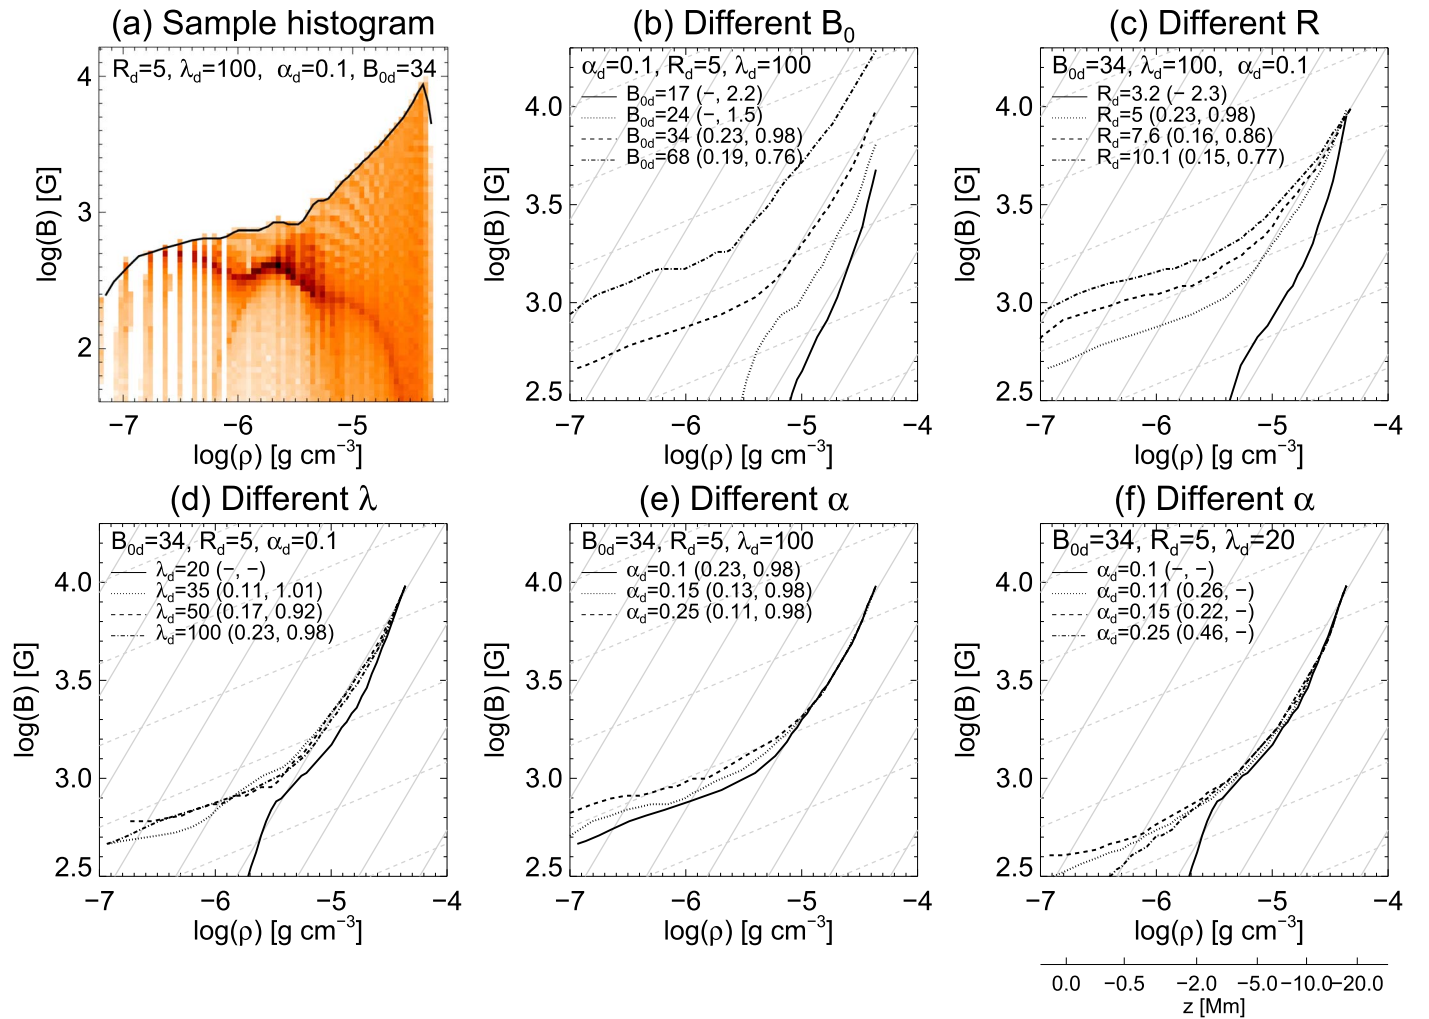 (a) Sample histogram
R_d=5, λ_d=100, α_d=0.1, B_0d=34
4
3
2
log(B) [G]
−7 −6 −5
log(ρ) [g cm⁻³]
(b) Different B₀
α_d=0.1, R_d=5, λ_d=100
B_0d=17 (−, 2.2)
B_0d=24 (−, 1.5)
B_0d=34 (0.23, 0.98)
B_0d=68 (0.19, 0.76)
4.0
3.5
3.0
2.5
log(B) [G]
−7 −6 −5 −4
log(ρ) [g cm⁻³]
(c) Different R
B_0d=34, λ_d=100, α_d=0.1
R_d=3.2 (− 2.3)
R_d=5 (0.23, 0.98)
R_d=7.6 (0.16, 0.86)
R_d=10.1 (0.15, 0.77)
4.0
3.5
3.0
2.5
log(B) [G]
−7 −6 −5 −4
log(ρ) [g cm⁻³]
(d) Different λ
B_0d=34, R_d=5, α_d=0.1
λ_d=20 (−, −)
λ_d=35 (0.11, 1.01)
λ_d=50 (0.17, 0.92)
λ_d=100 (0.23, 0.98)
4.0
3.5
3.0
2.5
log(B) [G]
−7 −6 −5 −4
log(ρ) [g cm⁻³]
(e) Different α
B_0d=34, R_d=5, λ_d=100
α_d=0.1 (0.23, 0.98)
α_d=0.15 (0.13, 0.98)
α_d=0.25 (0.11, 0.98)
4.0
3.5
3.0
2.5
log(B) [G]
−7 −6 −5 −4
log(ρ) [g cm⁻³]
(f) Different α
B_0d=34, R_d=5, λ_d=20
α_d=0.1 (−, −)
α_d=0.11 (0.26, −)
α_d=0.15 (0.22, −)
α_d=0.25 (0.46, −)
4.0
3.5
3.0
2.5
log(B) [G]
−7 −6 −5 −4
log(ρ) [g cm⁻³]
0.0 −0.5 −2.0 −5.0 −10.0 −20.0
z [Mm]